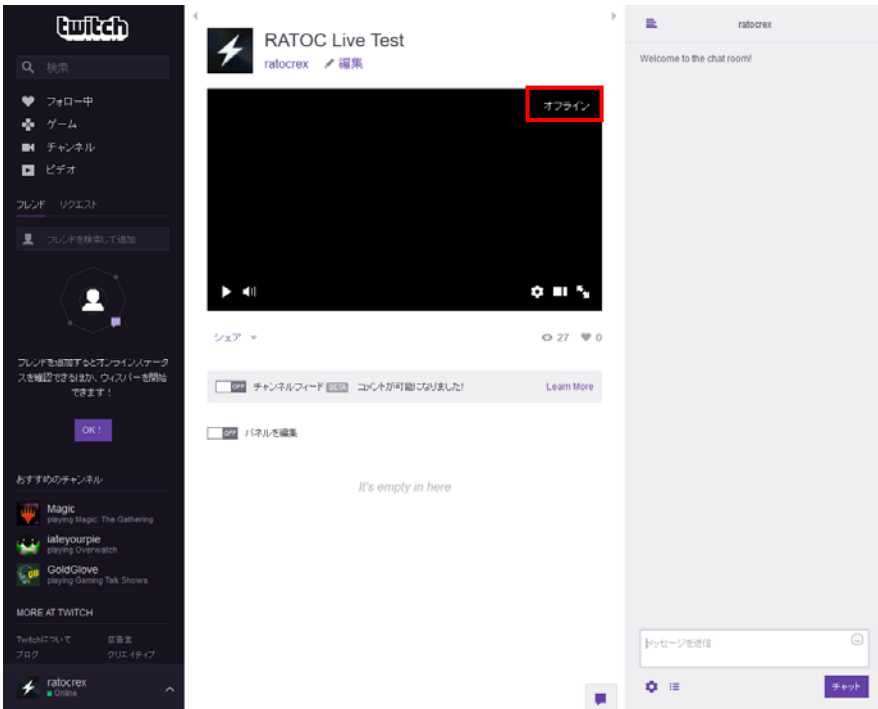 twitch
検索
フォロー中
ゲーム
チャンネル
ビデオ
フレンド リクエスト
フレンドを検索して追加
フレンドを追加するとオンラインステータ
スを確認できるほか、ウィスパーを開始
できます！
OK！
おすすめのチャンネル
Magic
playing Magic: The Gathering
iateyourpie
playing Overwatch
GoldGlove
playing Gaming Talk Shows
MORE AT TWITCH
Twitchについて 広告主
ブログ クリエイティブ
ratocrex
Online
RATOC Live Test
ratocrex 編集
オフライン
シェア
27 0
OFF チャンネルフィード BETA コメントが可能になりました! Learn More
OFF パネルを編集
It's empty in here
ratocrex
Welcome to the chat room!
メッセージを送信
チャット